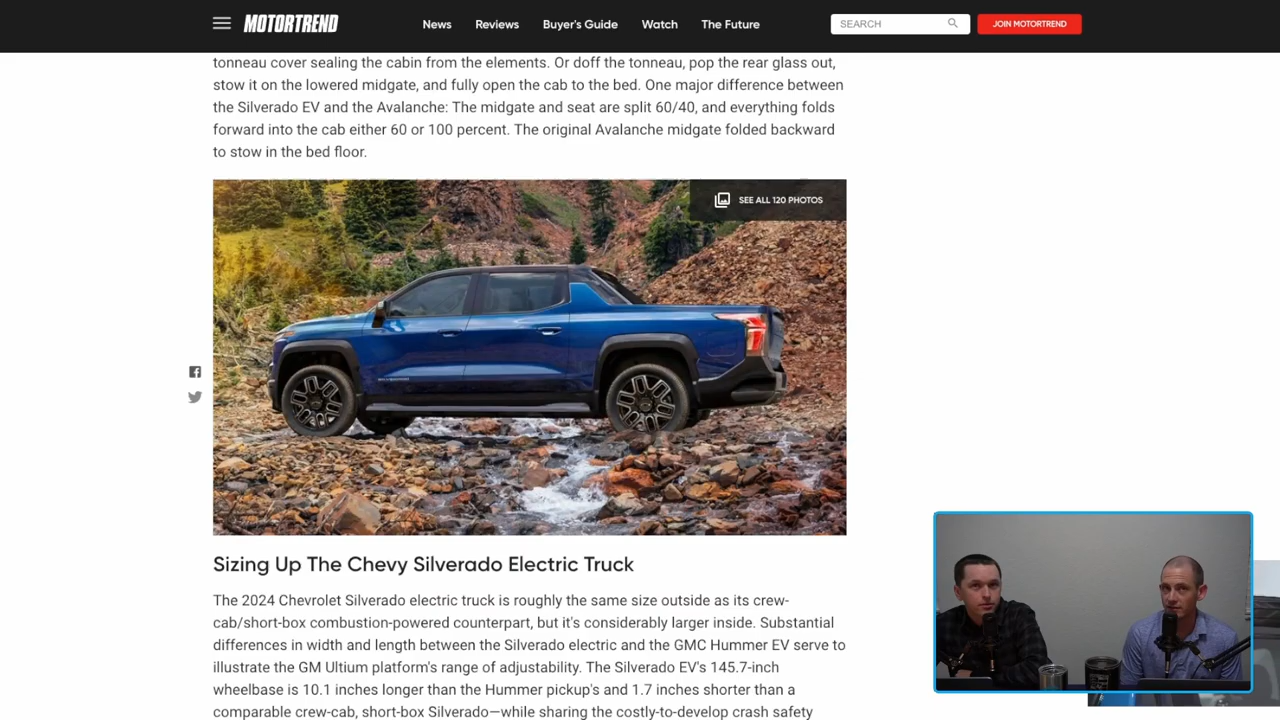 MOTORTREND
News
Reviews
Buyer's Guide
Watch
The Future
SEARCH
JOIN MOTORTREND
tonneau cover sealing the cabin from the elements. Or doff the tonneau, pop the rear glass out,
stow it on the lowered midgate, and fully open the cab to the bed. One major difference between
the Silverado EV and the Avalanche: The midgate and seat are split 60/40, and everything folds
forward into the cab either 60 or 100 percent. The original Avalanche midgate folded backward
to stow in the bed floor.
SEE ALL 120 PHOTOS
Sizing Up The Chevy Silverado Electric Truck
The 2024 Chevrolet Silverado electric truck is roughly the same size outside as its crew-
cab/short-box combustion-powered counterpart, but it's considerably larger inside. Substantial
differences in width and length between the Silverado electric and the GMC Hummer EV serve to
illustrate the GM Ultium platform's range of adjustability. The Silverado EV's 145.7-inch
wheelbase is 10.1 inches longer than the Hummer pickup's and 1.7 inches shorter than a
comparable crew-cab, short-box Silverado—while sharing the costly-to-develop crash safety